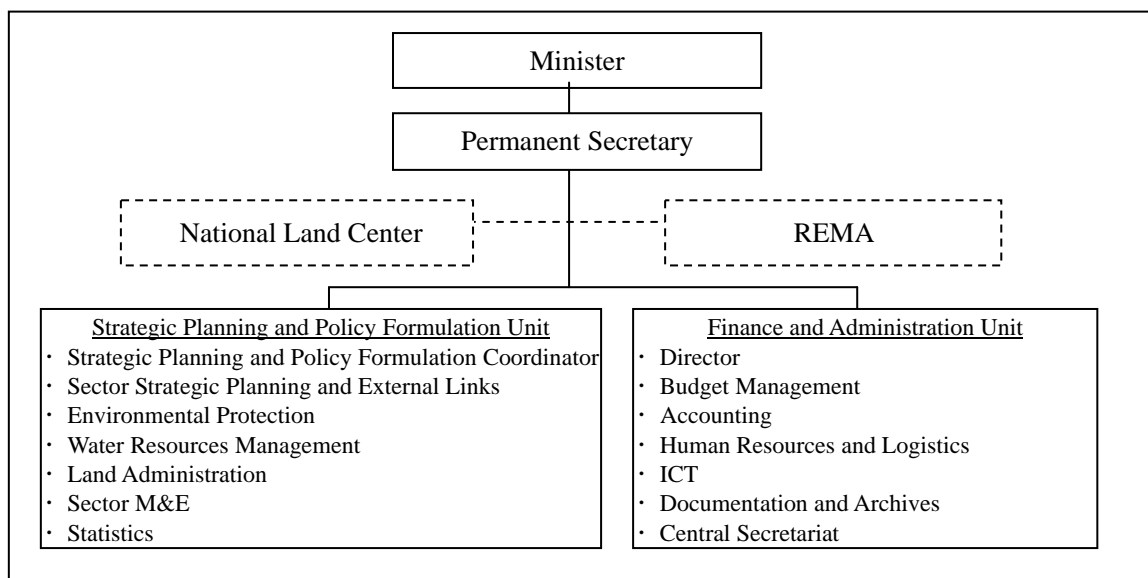 Minister
Permanent Secretary
National Land Center
REMA
Strategic Planning and Policy Formulation Unit
・ Strategic Planning and Policy Formulation Coordinator
・ Sector Strategic Planning and External Links
・ Environmental Protection
・ Water Resources Management
・ Land Administration
・ Sector M&E
・ Statistics
Finance and Administration Unit
・ Director
・ Budget Management
・ Accounting
・ Human Resources and Logistics
・ ICT
・ Documentation and Archives
・ Central Secretariat